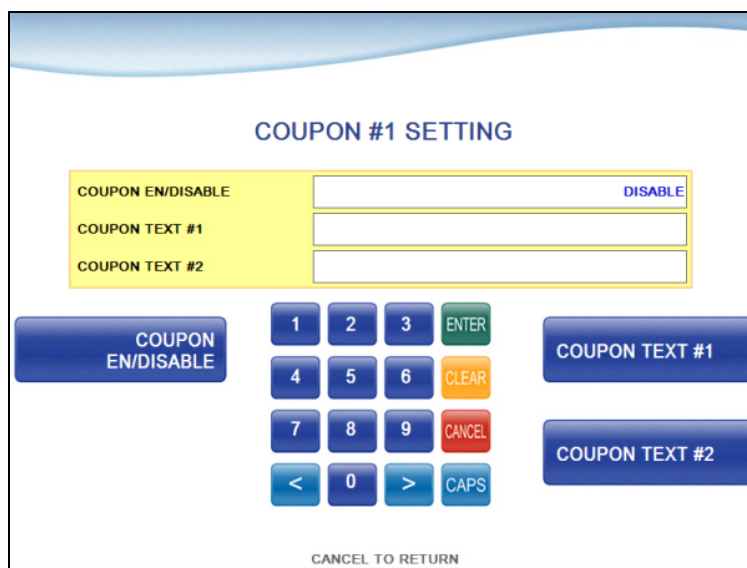 COUPON #1 SETTING
COUPON EN/DISABLE DISABLE
COUPON TEXT #1
COUPON TEXT #2
COUPON
EN/DISABLE
1 2 3 ENTER
4 5 6 CLEAR
7 8 9 CANCEL
< 0 > CAPS
COUPON TEXT #1
COUPON TEXT #2
CANCEL TO RETURN